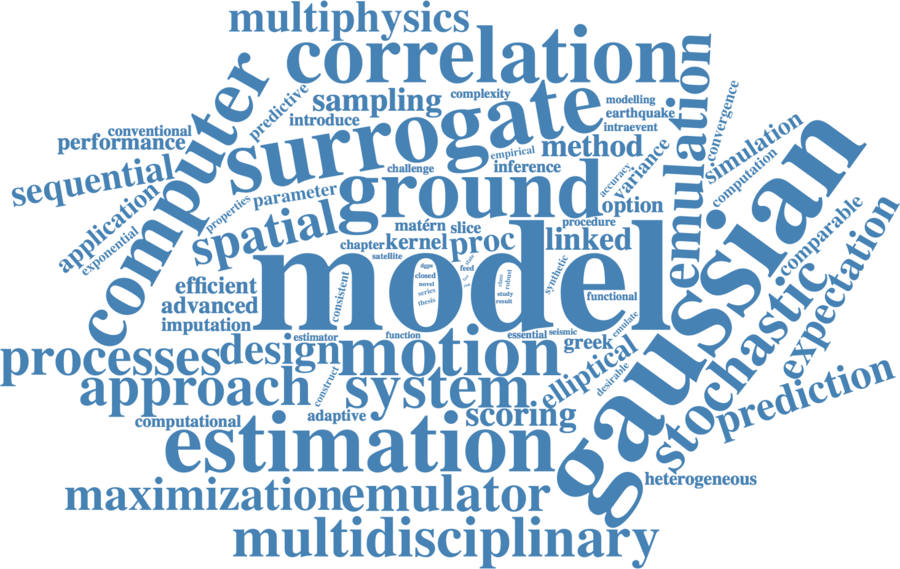 multiphysics
correlation
computer
predictive
sampling
complexity
introduce
surrogate
modelling
earthquake
intraevent
emulation
convergence
conventional
performance
empirical
method
simulation
sequential
challenge
inference
accuracy
variance
computation
application
properties
parameter
ground
option
gaussian
exponential
spatial
matérn
slice
procedure
chapter
kernel
proc
linked
satellite
model
synthetic
functional
dgps
closed
novel
series
thesis
state
feed
class
robust
study
result
comparable
expectation
efficient
advanced
imputation
consistent
estimator
function
essential
seismic
emulate
greek
stochastic
processes
design
motion
elliptical
desirable
approach
construct
system
prediction
computational
adaptive
scoring
estimation
heterogeneous
maximization
emulator
multidisciplinary